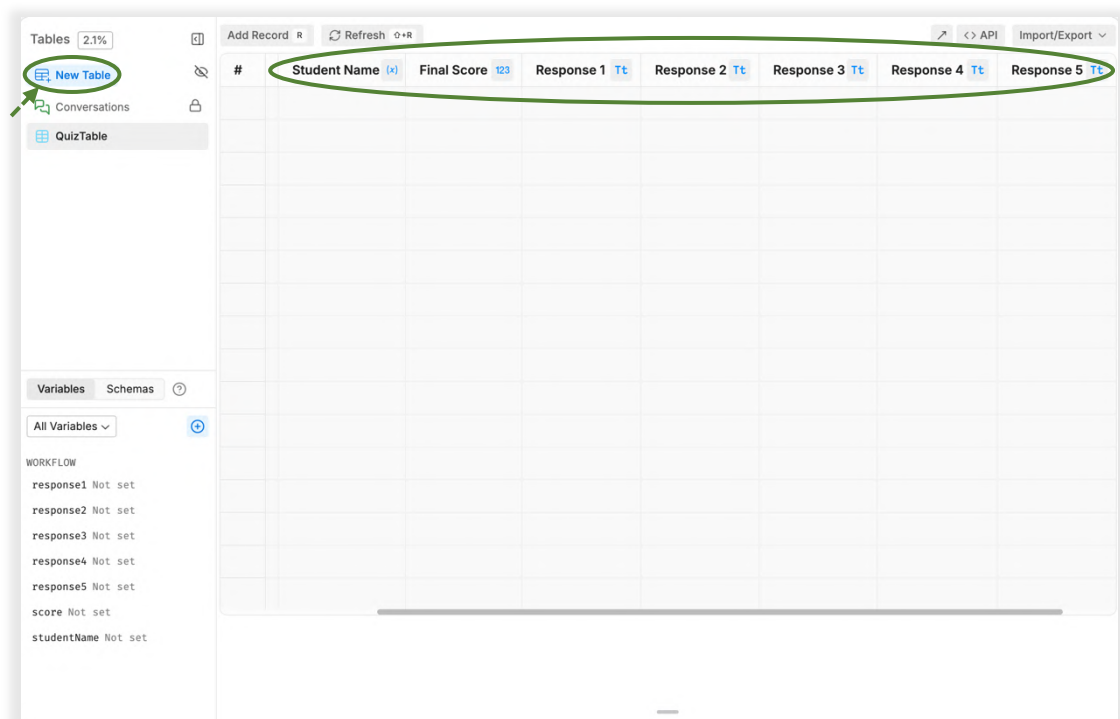 Tables 2.1%
New Table
Conversations
QuizTable
Add Record R Refresh ⇧+R <> API Import/Export
# Student Name (x) Final Score 123 Response 1 Tt Response 2 Tt Response 3 Tt Response 4 Tt Response 5 Tt
Variables Schemas ?
All Variables
WORKFLOW
response1 Not set
response2 Not set
response3 Not set
response4 Not set
response5 Not set
score Not set
studentName Not set